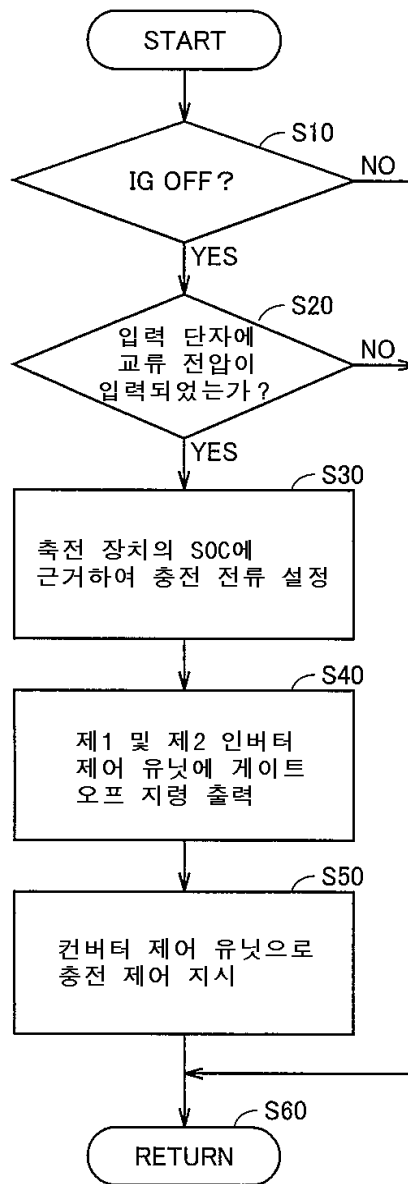 START
S10
IG OFF?
NO
YES
S20
입력 단자에
교류 전압이
입력되었는가?
NO
YES
S30
축전 장치의 SOC에
근거하여 충전 전류 설정
S40
제1 및 제2 인버터
제어 유닛에 게이트
오프 지령 출력
S50
컨버터 제어 유닛으로
충전 제어 지시
S60
RETURN